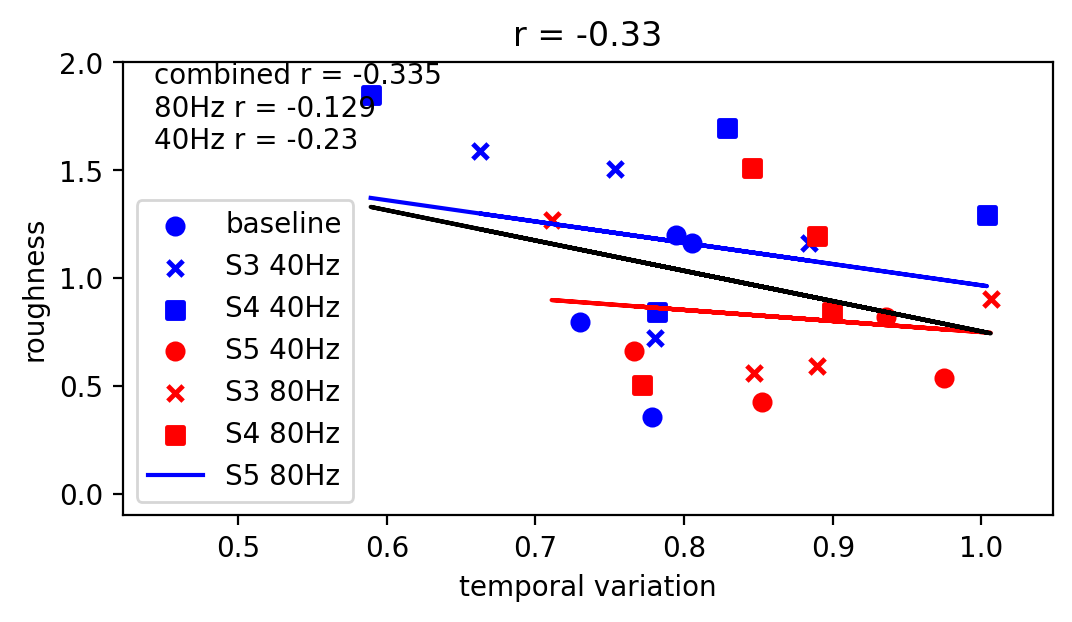 r = -0.33
combined r = -0.335
80Hz r = -0.129
40Hz r = -0.23
2.0
1.5
1.0
0.5
0.0
roughness
baseline
S3 40Hz
S4 40Hz
S5 40Hz
S3 80Hz
S4 80Hz
S5 80Hz
0.5 0.6 0.7 0.8 0.9 1.0
temporal variation